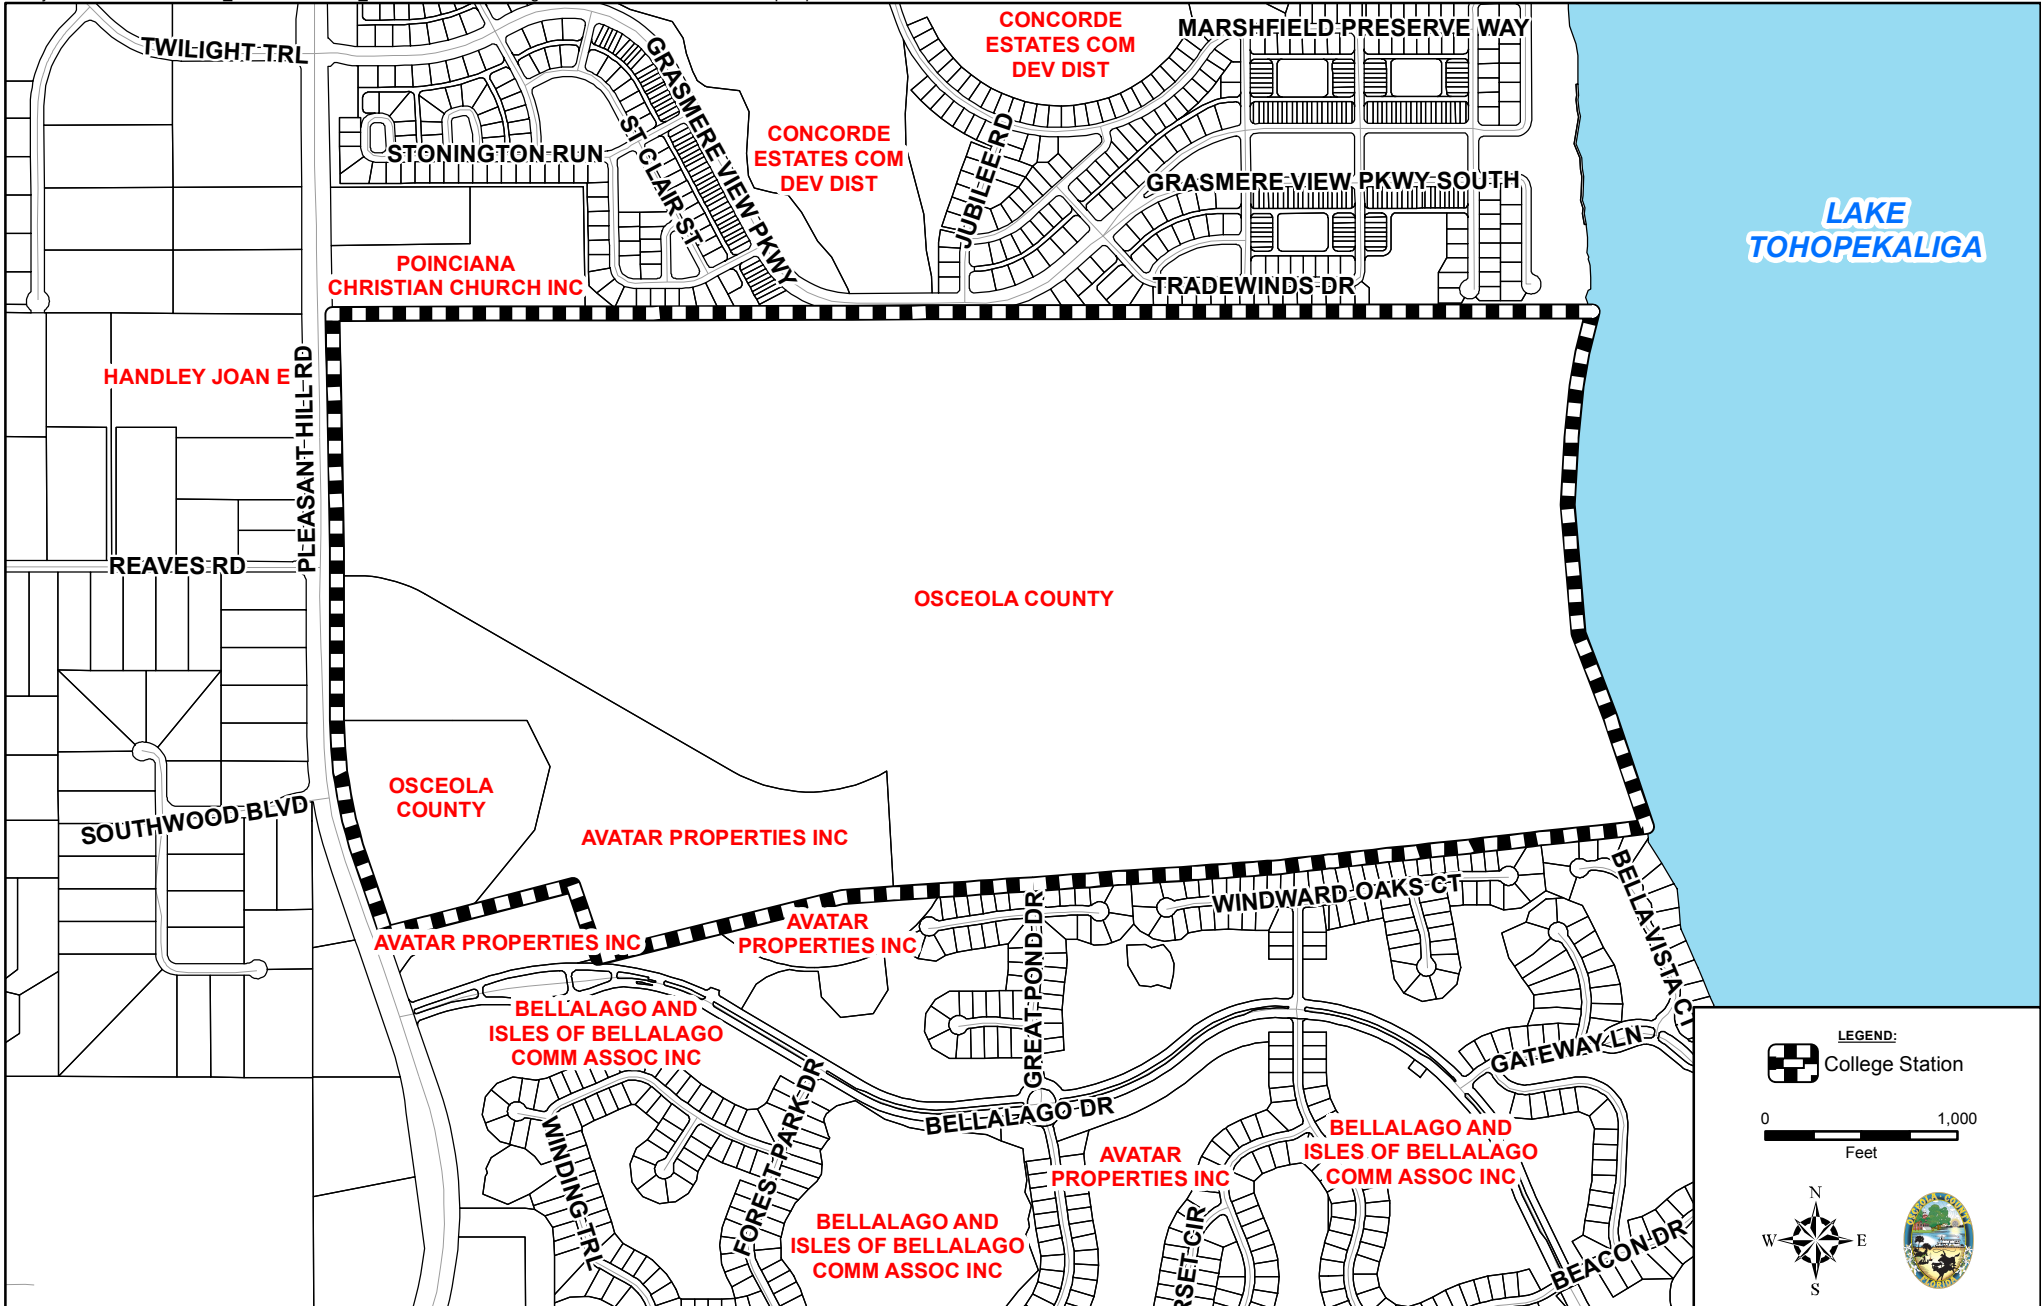 TWILIGHT TRL
CONCORDE
ESTATES COM
DEV DIST
MARSHFIELD PRESERVE WAY
GRASMERE VIEW PKWY
ST CLAIR ST
STONINGTON RUN
CONCORDE
ESTATES COM
DEV DIST
JUBILEE RD
GRASMERE VIEW PKWY SOUTH
LAKE
TOHOPEKALIGA
POINCIANA
CHRISTIAN CHURCH INC
TRADEWINDS DR
HANDLEY JOAN E
PLEASANT HILL RD
REAVES RD
OSCEOLA COUNTY
OSCEOLA
COUNTY
SOUTHWOOD BLVD
AVATAR PROPERTIES INC
AVATAR PROPERTIES INC
AVATAR
PROPERTIES INC
GREAT POND DR
WINDWARD OAKS CT
BELLA VISTA CT
BELLALAGO AND
ISLES OF BELLALAGO
COMM ASSOC INC
GATEWAY LN
BELLALAGO DR
FOREST PARK DR
WINDING TRL
AVATAR
PROPERTIES INC
BELLALAGO AND
ISLES OF BELLALAGO
COMM ASSOC INC
BELLALAGO AND
ISLES OF BELLALAGO
COMM ASSOC INC
RSET CIR
BEACON DR
LEGEND:
College Station
0 1,000
Feet
N
W E
S
OSCEOLA COUNTY
FLORIDA